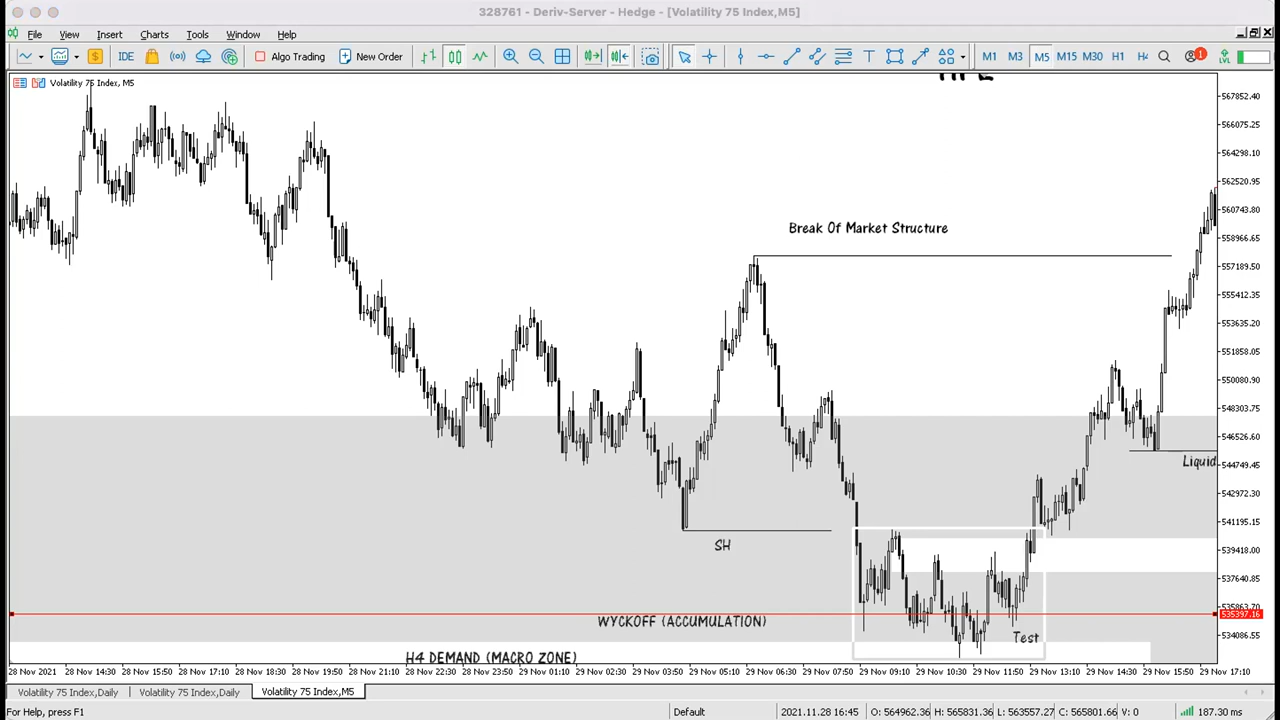 328761 - Deriv-Server - Hedge - [Volatility 75 Index,M5]
File View Insert Charts Tools Window Help
IDE Algo Trading New Order M1 M3 M5 M15 M30 H1 1 LVL
Volatility 75 Index, M5
567852.40
566075.25
564298.10
562520.95
Break Of Market Structure
560743.80
558966.65
557189.50
555412.35
553635.20
551858.05
550080.90
548303.75
546526.60
Liquid
544749.45
542972.30
541195.15
SH
539418.00
537640.85
535863.70
535397.16
WYCKOFF (ACCUMULATION)
Test
534086.55
H4 DEMAND (MACRO ZONE)
28 Nov 2021 28 Nov 14:30 28 Nov 15:50 28 Nov 17:10 28 Nov 18:30 28 Nov 19:50 28 Nov 21:10 28 Nov 22:30 28 Nov 23:50 29 Nov 01:10 29 Nov 02:30 29 Nov 03:50 29 Nov 05:10 29 Nov 06:30 29 Nov 07:50 29 Nov 09:10 29 Nov 10:30 29 Nov 11:50 29 Nov 13:10 29 Nov 14:30 29 Nov 15:50 29 Nov 17:10
Volatility 75 Index,Daily Volatility 75 Index,Daily Volatility 75 Index,M5
For Help, press F1 Default 2021.11.28 16:45 O: 564962.36 H: 565831.36 L: 563557.27 C: 565801.66 V: 0 187.30 ms